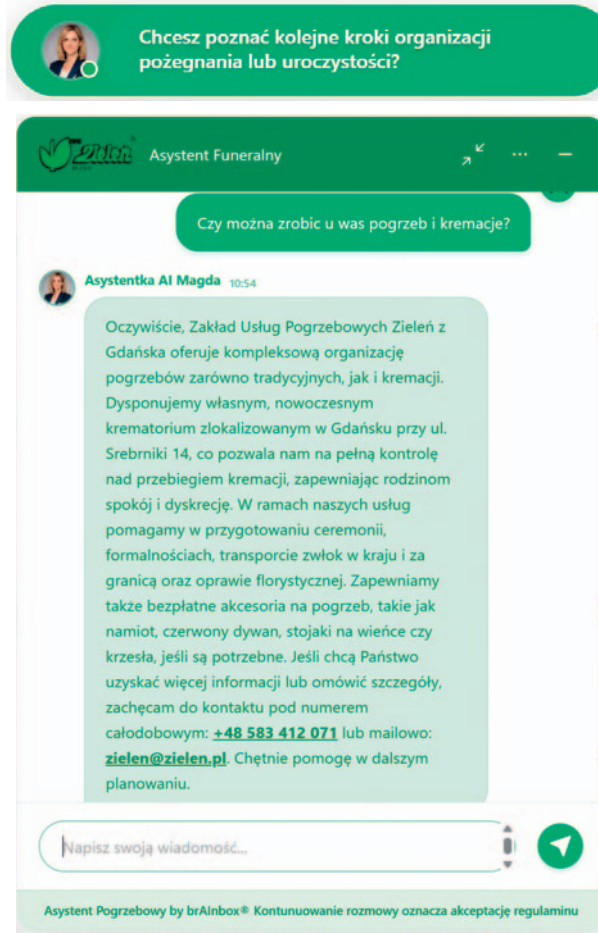 Chcesz poznać kolejne kroki organizacji
pożegnania lub uroczystości?
Zieleń
Asystent Funeralny
Czy można zrobic u was pogrzeb i kremacje?
Asystentka AI Magda 10:54
Oczywiście, Zakład Usług Pogrzebowych Zieleń z
Gdańska oferuje kompleksową organizację
pogrzebów zarówno tradycyjnych, jak i kremacji.
Dysponujemy własnym, nowoczesnym
krematorium zlokalizowanym w Gdańsku przy ul.
Srebrniki 14, co pozwala nam na pełną kontrolę
nad przebiegiem kremacji, zapewniając rodzinom
spokój i dyskrecję. W ramach naszych usług
pomagamy w przygotowaniu ceremonii,
formalnościach, transporcie zwłok w kraju i za
granicą oraz oprawie florystycznej. Zapewniamy
także bezpłatne akcesoria na pogrzeb, takie jak
namiot, czerwony dywan, stojaki na wieńce czy
krzesła, jeśli są potrzebne. Jeśli chcą Państwo
uzyskać więcej informacji lub omówić szczegóły,
zachęcam do kontaktu pod numerem
całodobowym: +48 583 412 071 lub mailowo:
zielen@zielen.pl. Chętnie pomogę w dalszym
planowaniu.
Napisz swoją wiadomość...
Asystent Pogrzebowy by brAInbox® Kontunuowanie rozmowy oznacza akceptację regulaminu